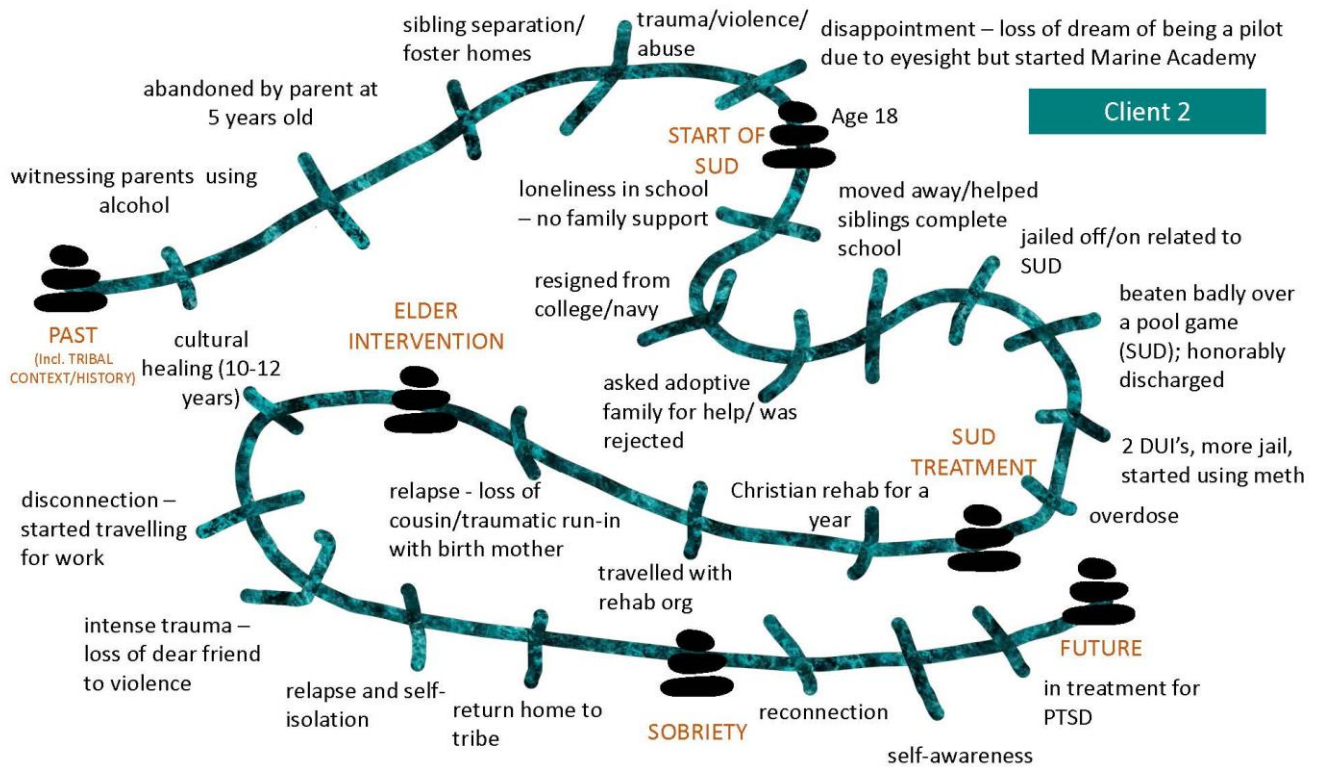 sibling separation/
foster homes
trauma/violence/
abuse
disappointment – loss of dream of being a pilot
due to eyesight but started Marine Academy
Client 2
abandoned by parent at
5 years old
witnessing parents using
alcohol
PAST
(Incl. TRIBAL
CONTEXT/HISTORY)
START OF
SUD
Age 18
loneliness in school
– no family support
resigned from
college/navy
asked adoptive
family for help/ was
rejected
moved away/helped
siblings complete
school
jailed off/on related to
SUD
beaten badly over
a pool game
(SUD); honorably
discharged
2 DUI's, more jail,
started using meth
overdose
SUD
TREATMENT
Christian rehab for a
year
travelled with
rehab org
relapse - loss of
cousin/traumatic run-in
with birth mother
ELDER
INTERVENTION
cultural
healing (10-12
years)
disconnection –
started travelling
for work
intense trauma –
loss of dear friend
to violence
relapse and self-
isolation
return home to
tribe
SOBRIETY
reconnection
self-awareness
in treatment for
PTSD
FUTURE